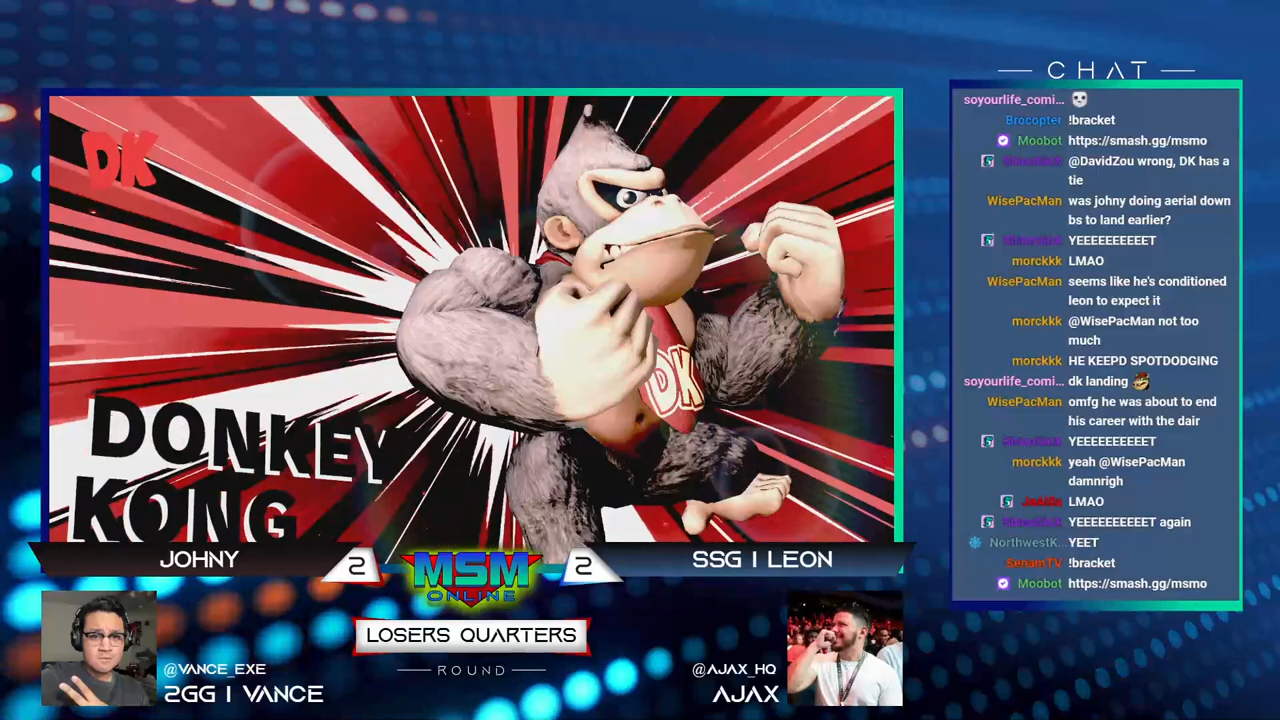 CHAT
soyourlife_comi...
Brocopter !bracket
Moobot https://smash.gg/msmo
@DavidZou wrong, DK has a
tie
WisePacMan was johny doing aerial down
bs to land earlier?
YEEEEEEEEEET
morckkk LMAO
WisePacMan seems like he's conditioned
leon to expect it
morckkk @WisePacMan not too
much
morckkk HE KEEPD SPOTDODGING
soyourlife_comi... dk landing
WisePacMan omfg he was about to end
his career with the dair
YEEEEEEEEEET
morckkk yeah @WisePacMan
damnrigh
LMAO
YEEEEEEEEEET again
NorthwestK... YEET
SenamTV !bracket
Moobot https://smash.gg/msmo
DK
DK
DONKEY
KONG
JOHNY 2 MSM 2 SSG | LEON
ONLINE
LOSERS QUARTERS
ROUND
@VANCE_EXE
2GG | VANCE
@AJAX_HQ
AJAX